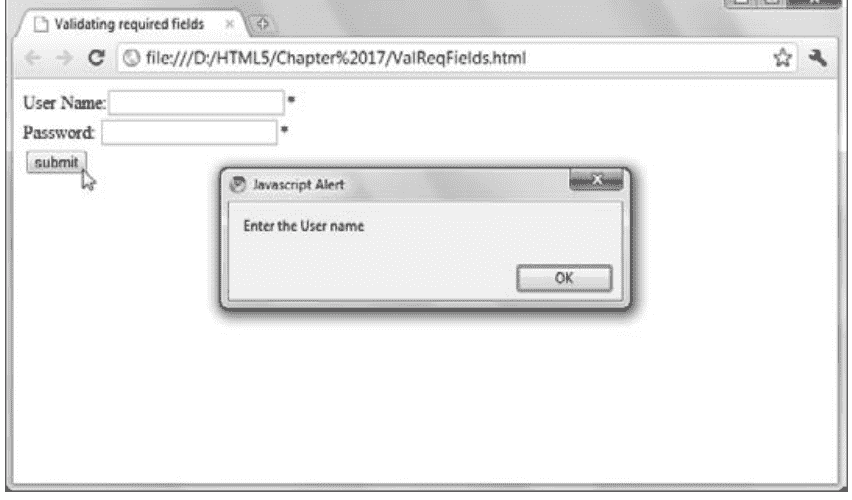 Validating required fields
file:///D:/HTML5/Chapter%2017/ValReqFields.html
User Name: *
Password: *
submit
Javascript Alert
Enter the User name
OK